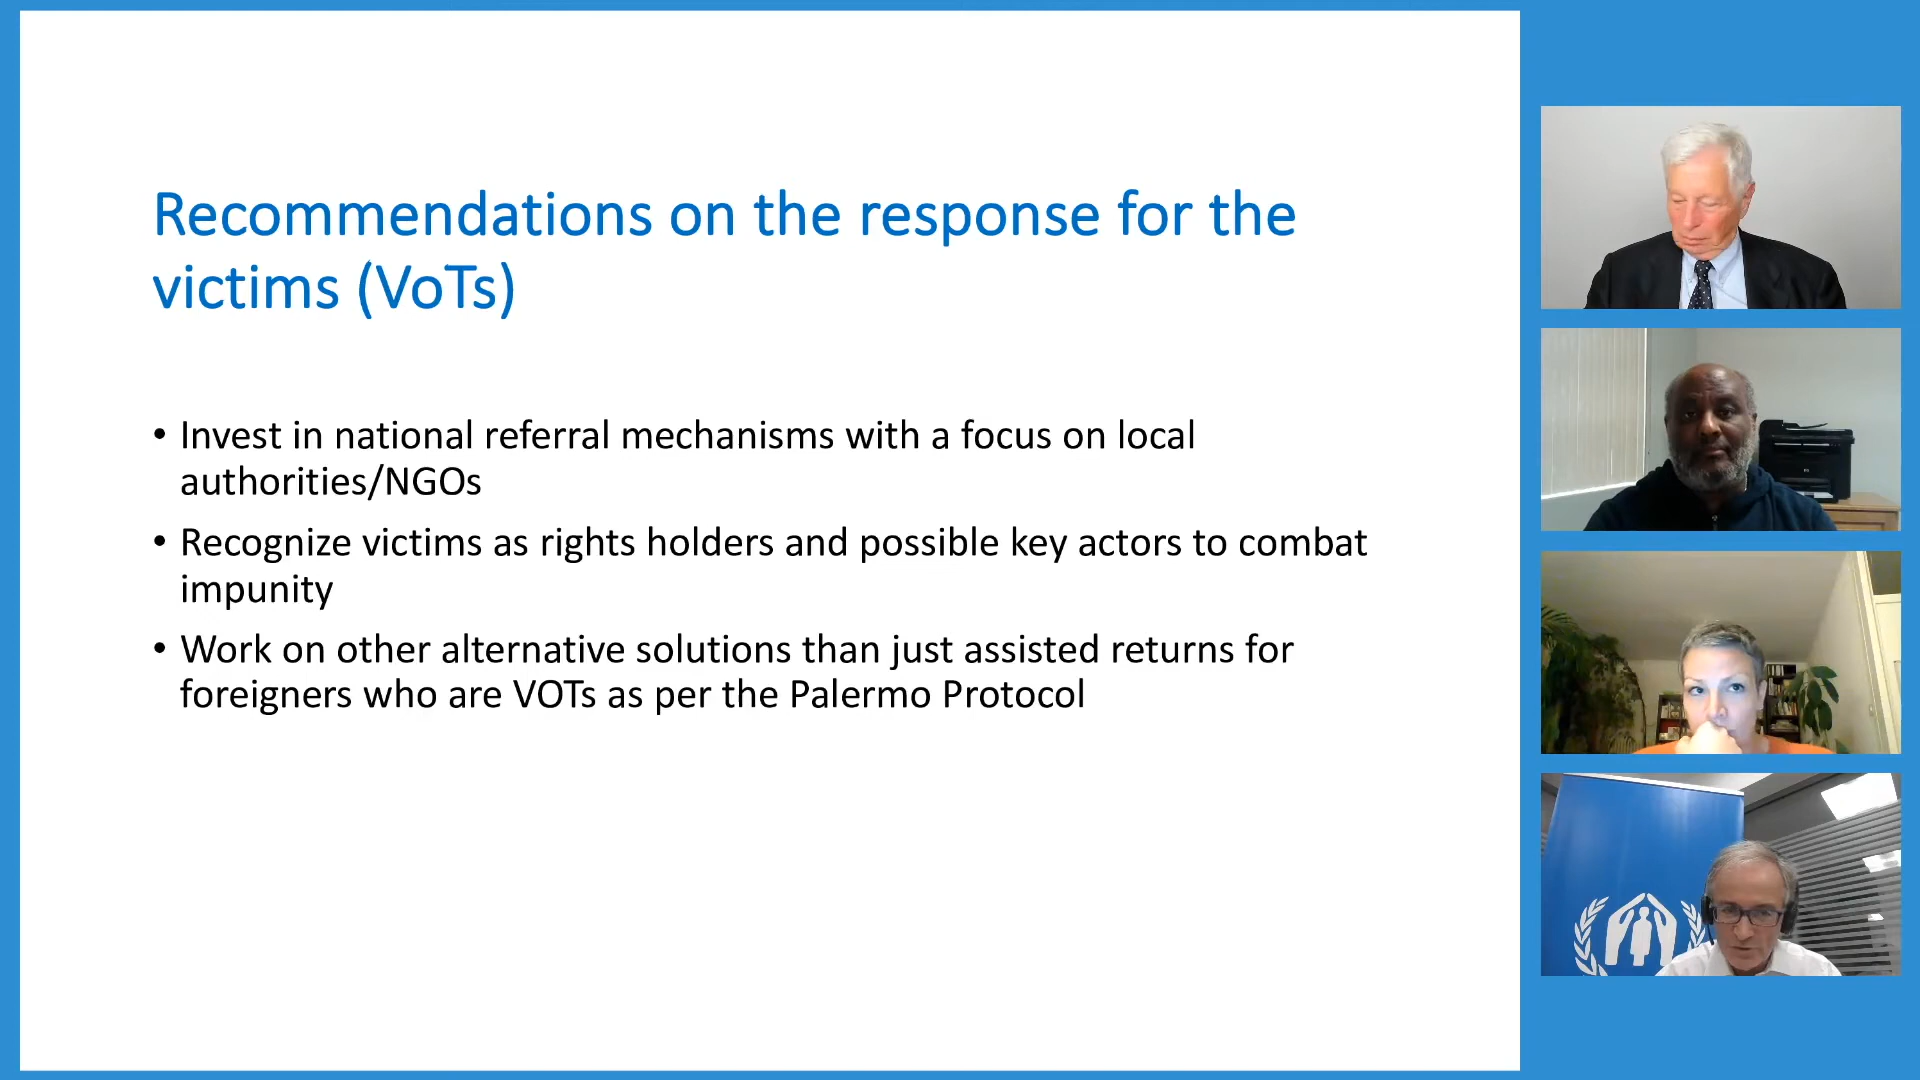 Recommendations on the response for the
victims (VoTs)
• Invest in national referral mechanisms with a focus on local
authorities/NGOs
• Recognize victims as rights holders and possible key actors to combat
impunity
• Work on other alternative solutions than just assisted returns for
foreigners who are VOTs as per the Palermo Protocol